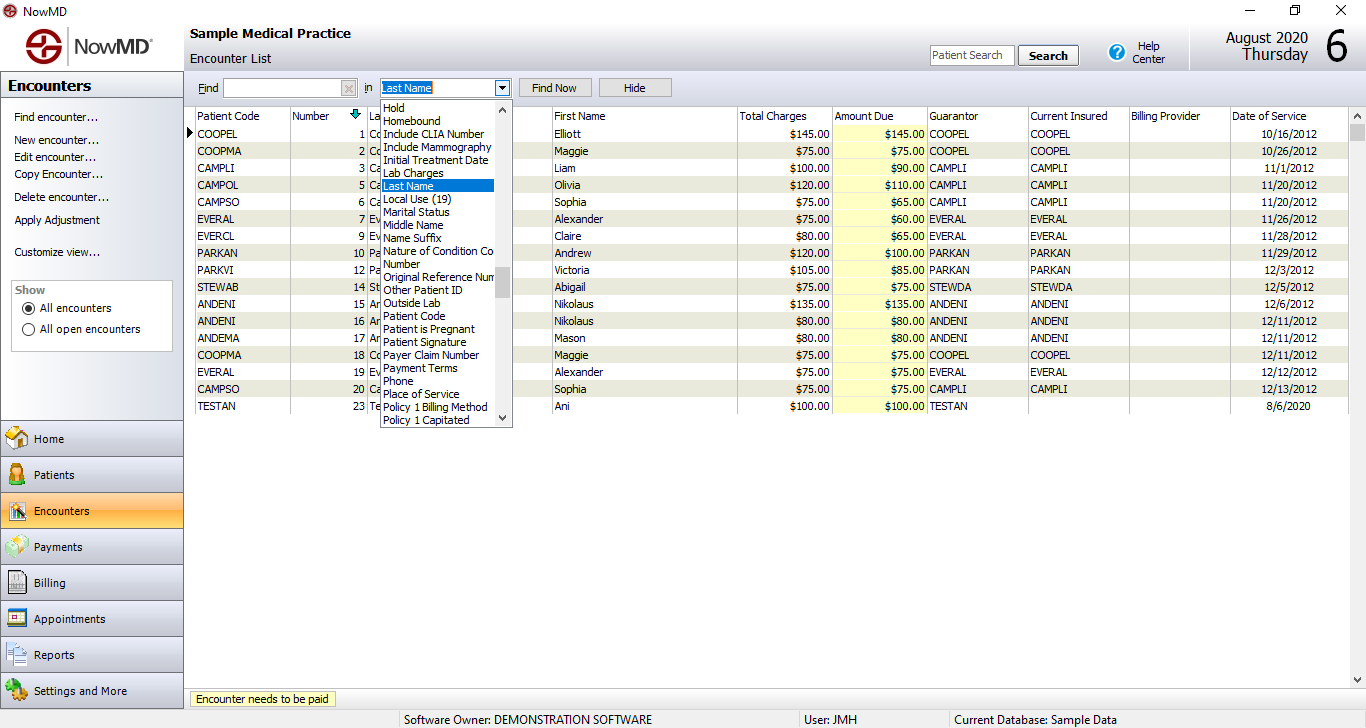 NowMD
NowMD®
Sample Medical Practice
Encounter List
Patient Search
Search
Help
Center
August 2020
Thursday
6
Encounters
Find encounter...
New encounter...
Edit encounter...
Copy Encounter...
Delete encounter...
Apply Adjustment
Customize view...
Show
All encounters
All open encounters
Home
Patients
Encounters
Payments
Billing
Appointments
Reports
Settings and More
Find in Last Name Find Now Hide
Hold
Homebound
Include CLIA Number
Include Mammography
Initial Treatment Date
Lab Charges
Last Name
Local Use (19)
Marital Status
Middle Name
Name Suffix
Nature of Condition Co
Number
Original Reference Num
Other Patient ID
Outside Lab
Patient Code
Patient is Pregnant
Patient Signature
Payer Claim Number
Payment Terms
Phone
Place of Service
Policy 1 Billing Method
Policy 1 Capitated
Patient Code Number La First Name Total Charges Amount Due Guarantor Current Insured Billing Provider Date of Service
COOPEL 1 Co Elliott $145.00 $145.00 COOPEL COOPEL 10/16/2012
COOPMA 2 Co Maggie $75.00 $75.00 COOPEL COOPEL 10/26/2012
CAMPLI 3 Ca Liam $100.00 $90.00 CAMPLI CAMPLI 11/1/2012
CAMPOL 5 Ca Olivia $120.00 $110.00 CAMPLI CAMPLI 11/20/2012
CAMPSO 6 Ca Sophia $75.00 $65.00 CAMPLI CAMPLI 11/20/2012
EVERAL 7 Ev Alexander $75.00 $60.00 EVERAL EVERAL 11/26/2012
EVERCL 9 Ev Claire $80.00 $65.00 EVERAL EVERAL 11/28/2012
PARKAN 10 Pa Andrew $120.00 $100.00 PARKAN PARKAN 11/29/2012
PARKVI 12 Pa Victoria $105.00 $85.00 PARKAN PARKAN 12/3/2012
STEWAB 14 St Abigail $75.00 $75.00 STEWDA STEWDA 12/5/2012
ANDENI 15 An Nikolaus $135.00 $135.00 ANDENI ANDENI 12/6/2012
ANDENI 16 An Nikolaus $80.00 $80.00 ANDENI ANDENI 12/11/2012
ANDEMA 17 An Mason $80.00 $80.00 ANDENI ANDENI 12/11/2012
COOPMA 18 Co Maggie $75.00 $75.00 COOPEL COOPEL 12/11/2012
EVERAL 19 Ev Alexander $75.00 $75.00 EVERAL EVERAL 12/12/2012
CAMPSO 20 Ca Sophia $75.00 $75.00 CAMPLI CAMPLI 12/13/2012
TESTAN 23 Te Ani $100.00 $100.00 TESTAN 8/6/2020
Encounter needs to be paid
Software Owner: DEMONSTRATION SOFTWARE User: JMH Current Database: Sample Data